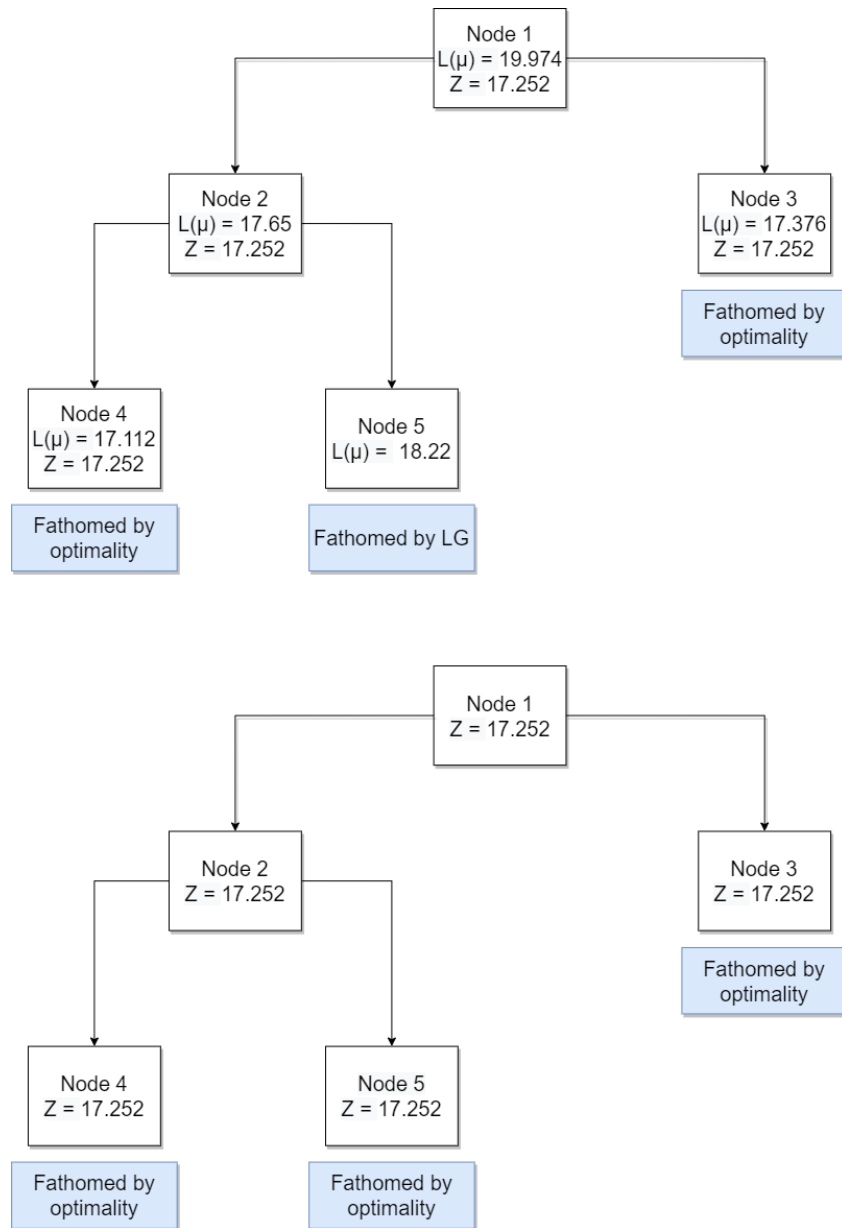 Node 1
L(μ) = 19.974
Z = 17.252
Node 2
L(μ) = 17.65
Z = 17.252
Node 3
L(μ) = 17.376
Z = 17.252
Fathomed by
optimality
Node 4
L(μ) = 17.112
Z = 17.252
Node 5
L(μ) = 18.22
Fathomed by
optimality
Fathomed by LG
Node 1
Z = 17.252
Node 2
Z = 17.252
Node 3
Z = 17.252
Fathomed by
optimality
Node 4
Z = 17.252
Node 5
Z = 17.252
Fathomed by
optimality
Fathomed by
optimality